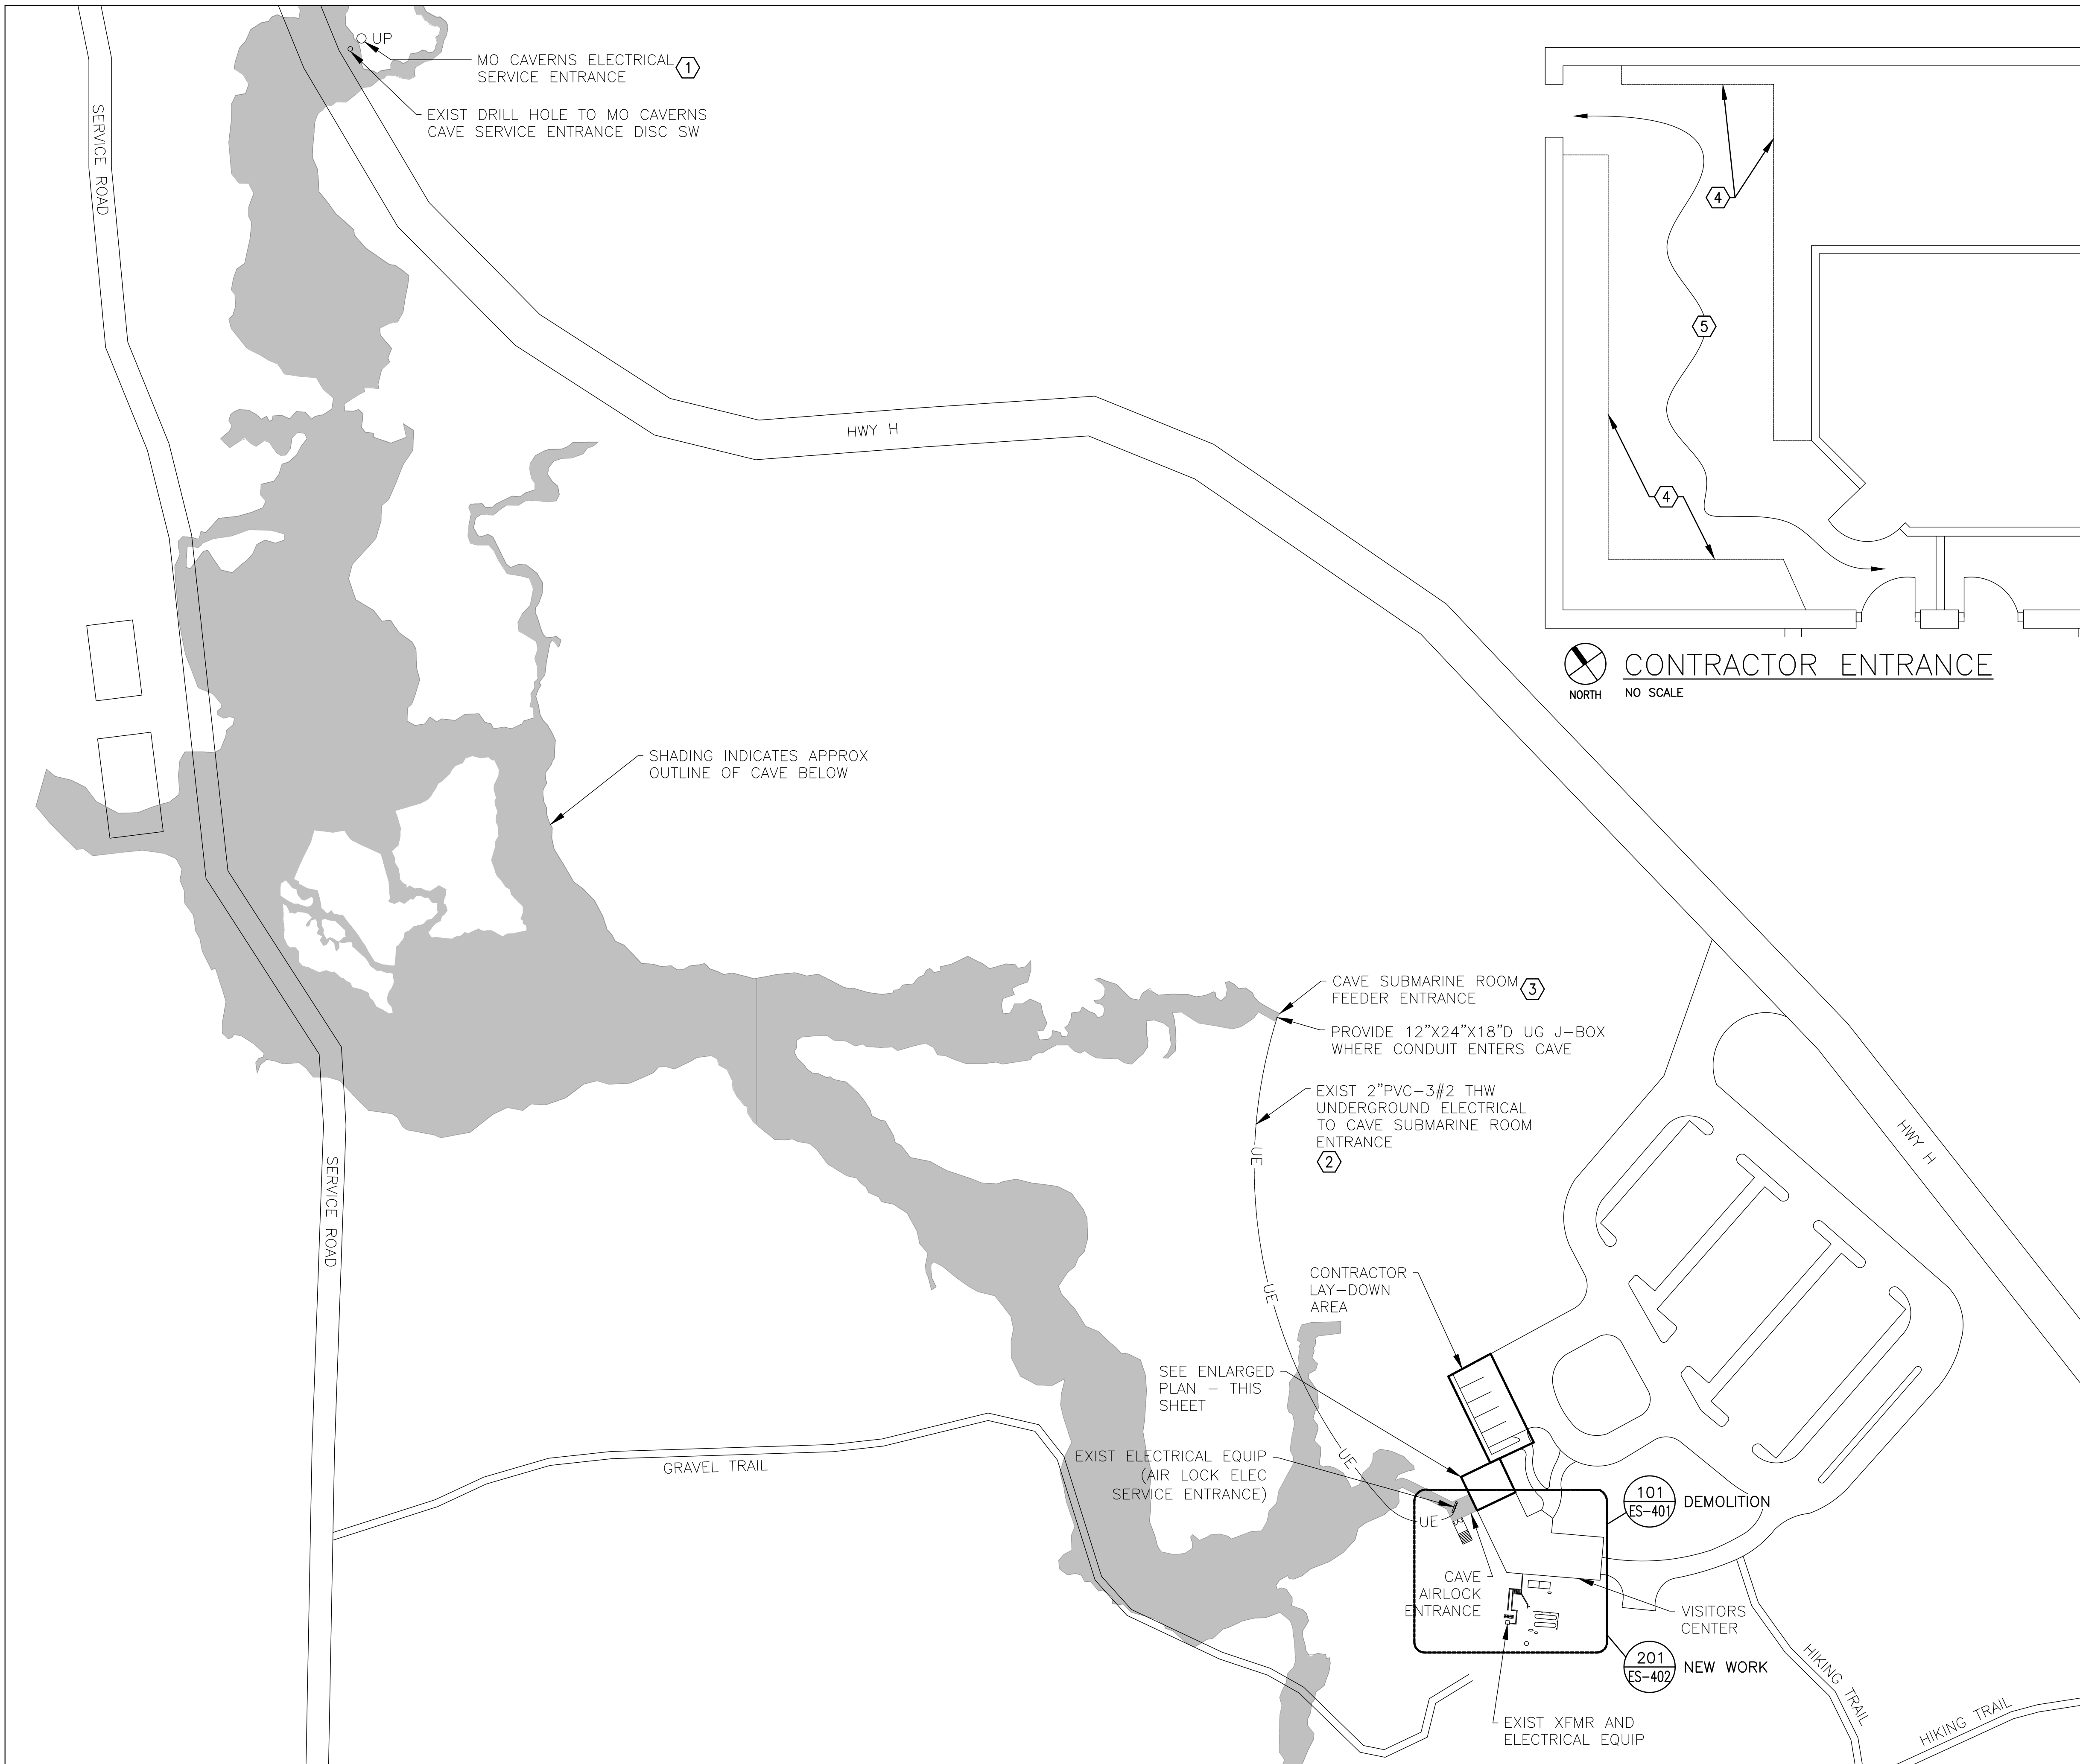 UP
MO CAVERNS ELECTRICAL
SERVICE ENTRANCE
1
EXIST DRILL HOLE TO MO CAVERNS
CAVE SERVICE ENTRANCE DISC SW
SERVICE ROAD
4
5
HWY H
4
CONTRACTOR ENTRANCE
NORTH
NO SCALE
SHADING INDICATES APPROX
OUTLINE OF CAVE BELOW
CAVE SUBMARINE ROOM
FEEDER ENTRANCE
3
PROVIDE 12"X24"X18"D UG J-BOX
WHERE CONDUIT ENTERS CAVE
EXIST 2"PVC-3#2 THW
UNDERGROUND ELECTRICAL
TO CAVE SUBMARINE ROOM
ENTRANCE
2
HWY H
UE
SERVICE ROAD
UE
CONTRACTOR
LAY-DOWN
AREA
SEE ENLARGED
PLAN - THIS
SHEET
UE
EXIST ELECTRICAL EQUIP
(AIR LOCK ELEC
SERVICE ENTRANCE)
GRAVEL TRAIL
UE
101
ES-401
DEMOLITION
CAVE
AIRLOCK
ENTRANCE
VISITORS
CENTER
201
ES-402
NEW WORK
HIKING TRAIL
HIKING TRAIL
EXIST XFMR AND
ELECTRICAL EQUIP